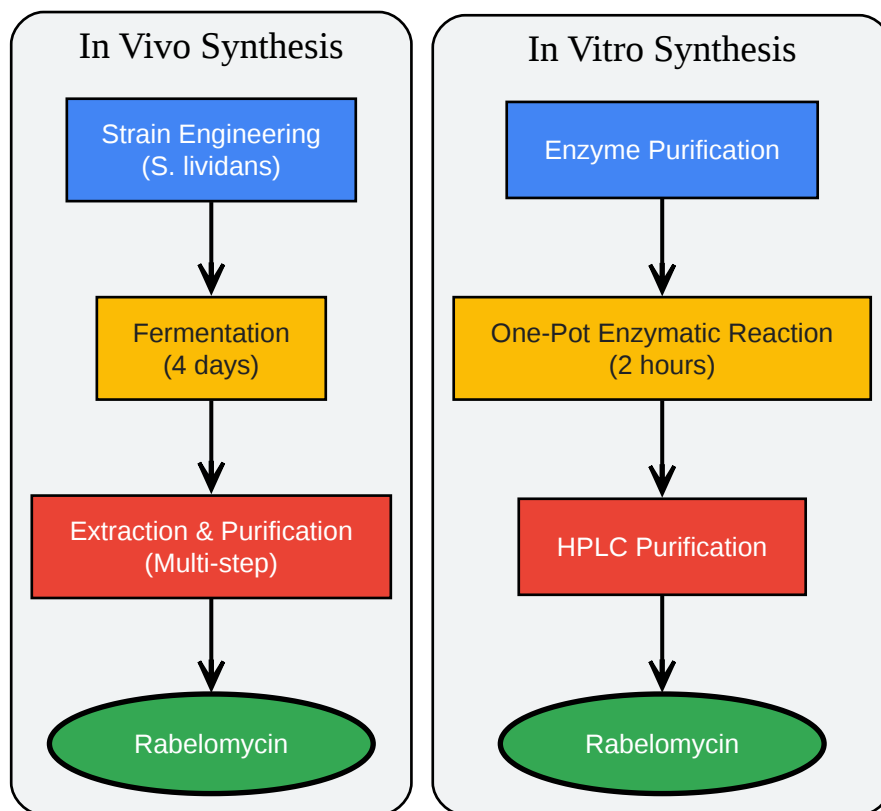 In Vivo Synthesis
Strain Engineering
(S. lividans)
Fermentation
(4 days)
Extraction & Purification
(Multi-step)
Rabelomycin
In Vitro Synthesis
Enzyme Purification
One-Pot Enzymatic Reaction
(2 hours)
HPLC Purification
Rabelomycin